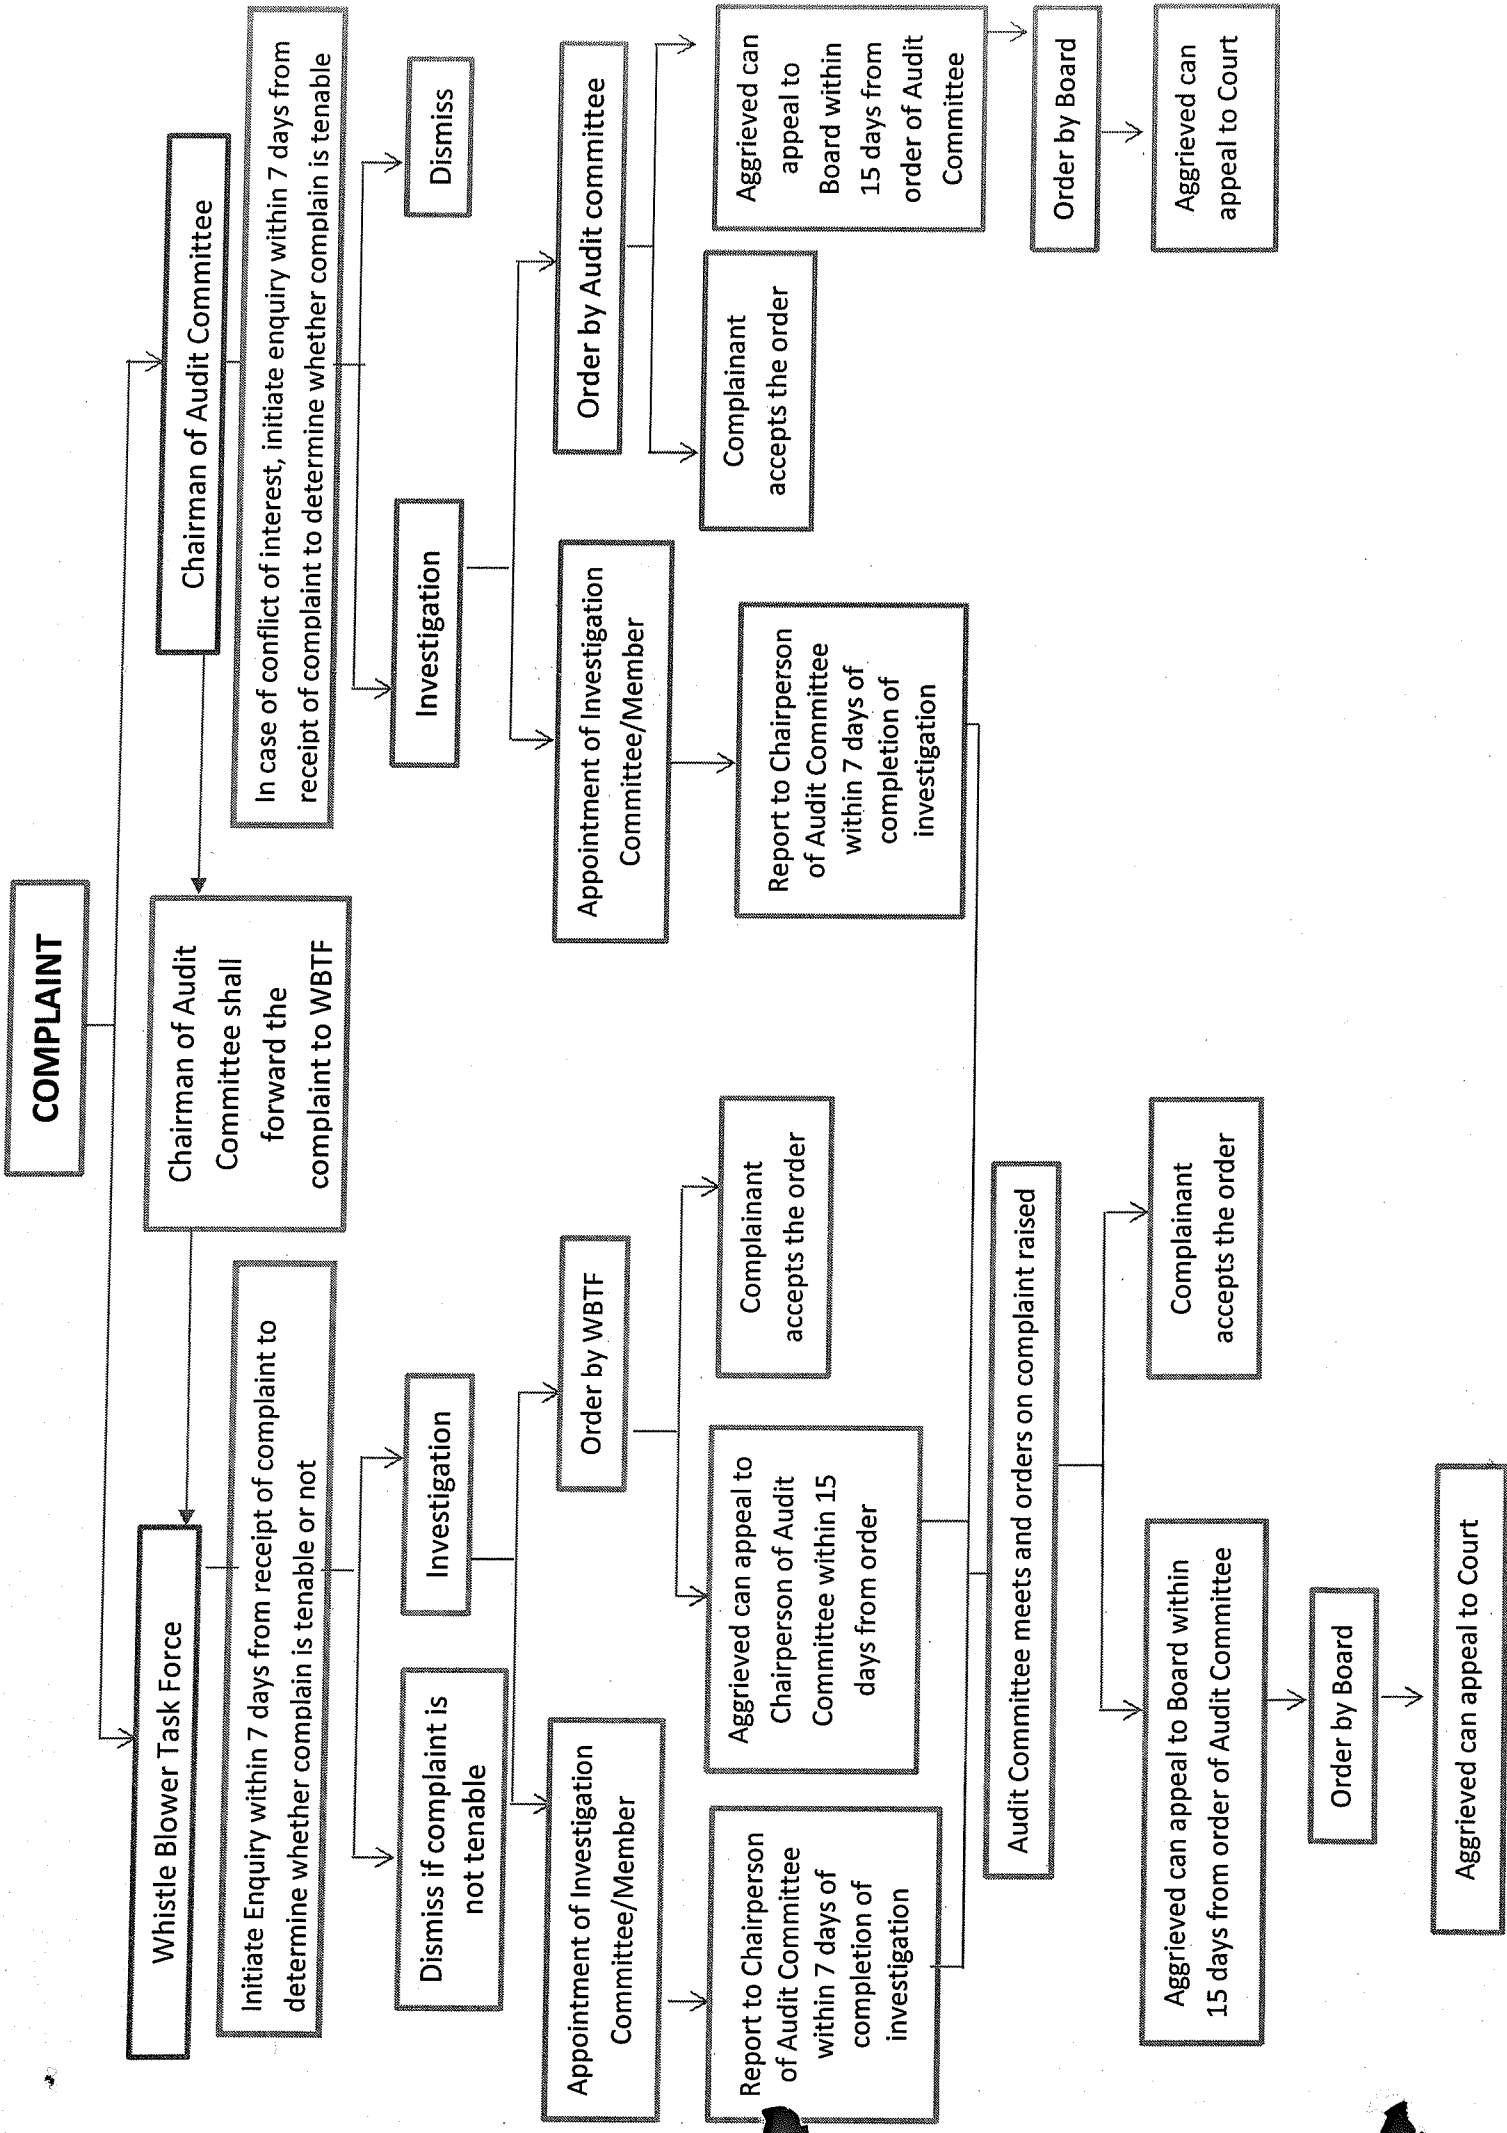 COMPLAINT
Whistle Blower Task Force
Chairman of Audit
Committee shall
forward the
complaint to WBTF
Chairman of Audit Committee
Initiate Enquiry within 7 days from receipt of complaint to
determine whether complain is tenable or not
In case of conflict of interest, initiate enquiry within 7 days from
receipt of complaint to determine whether complain is tenable
Dismiss if complaint is
not tenable
Investigation
Investigation
Dismiss
Appointment of Investigation
Committee/Member
Order by WBTF
Appointment of Investigation
Committee/Member
Order by Audit committee
Report to Chairperson
of Audit Committee
within 7 days of
completion of
investigation
Aggrieved can appeal to
Chairperson of Audit
Committee within 15
days from order
Complainant
accepts the order
Report to Chairperson
of Audit Committee
within 7 days of
completion of
investigation
Complainant
accepts the order
Aggrieved can
appeal to
Board within
15 days from
order of Audit
Committee
Audit Committee meets and orders on complaint raised
Order by Board
Aggrieved can appeal to Board within
15 days from order of Audit Committee
Complainant
accepts the order
Aggrieved can
appeal to Court
Order by Board
Aggrieved can appeal to Court